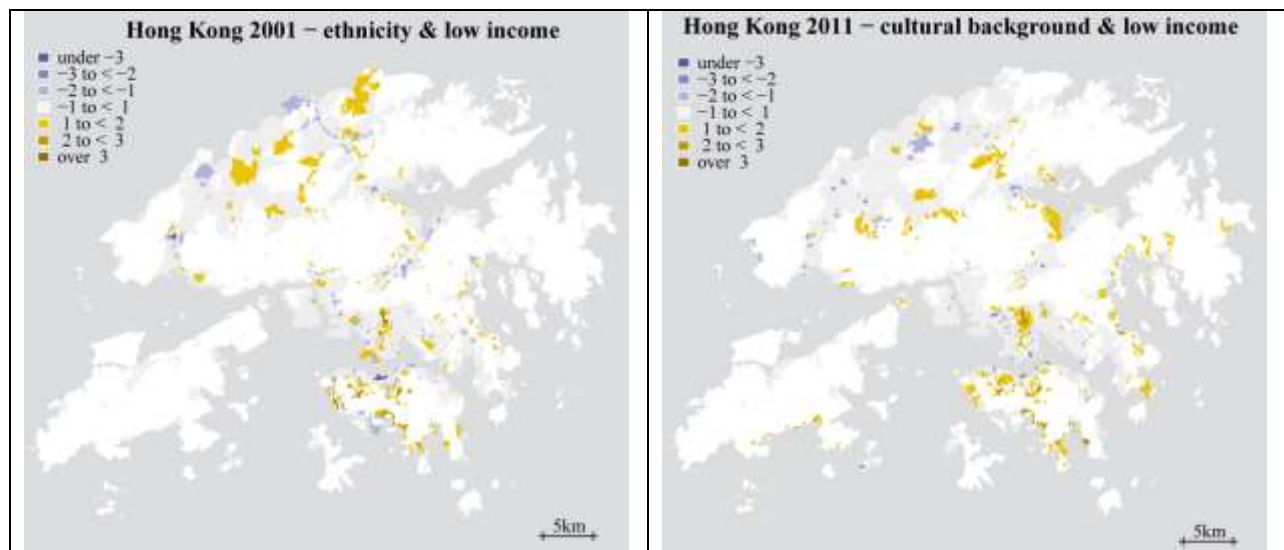 Hong Kong 2001 − ethnicity & low income
under −3
−3 to < −2
−2 to < −1
−1 to < 1
1 to < 2
2 to < 3
over 3
5km
Hong Kong 2011 − cultural background & low income
under −3
−3 to < −2
−2 to < −1
−1 to < 1
1 to < 2
2 to < 3
over 3
5km